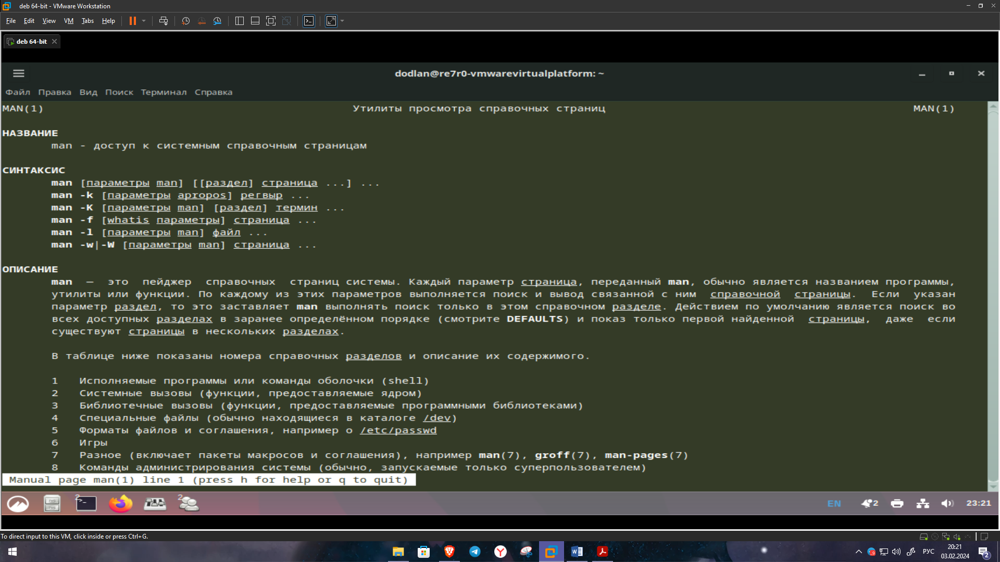 deb 64-bit - VMware Workstation
File Edit View VM Tabs Help
deb 64-bit
dodlan@re7r0-vmwarevirtualplatform: ~
Файл Правка Вид Поиск Терминал Справка
MAN(1) Утилиты просмотра справочных страниц MAN(1)
НАЗВАНИЕ
man - доступ к системным справочным страницам
СИНТАКСИС
man [параметры man] [[раздел] страница ...] ...
man -k [параметры apropos] регвыр ...
man -K [параметры man] [раздел] термин ...
man -f [whatis параметры] страница ...
man -l [параметры man] файл ...
man -w|-W [параметры man] страница ...
ОПИСАНИЕ
man — это пейджер справочных страниц системы. Каждый параметр страница, переданный man, обычно является названием программы,
утилиты или функции. По каждому из этих параметров выполняется поиск и вывод связанной с ним справочной страницы. Если указан
параметр раздел, то это заставляет man выполнять поиск только в этом справочном разделе. Действием по умолчанию является поиск во
всех доступных разделах в заранее определённом порядке (смотрите DEFAULTS) и показ только первой найденной страницы, даже если
существуют страницы в нескольких разделах.
В таблице ниже показаны номера справочных разделов и описание их содержимого.
1 Исполняемые программы или команды оболочки (shell)
2 Системные вызовы (функции, предоставляемые ядром)
3 Библиотечные вызовы (функции, предоставляемые программными библиотеками)
4 Специальные файлы (обычно находящиеся в каталоге /dev)
5 Форматы файлов и соглашения, например о /etc/passwd
6 Игры
7 Разное (включает пакеты макросов и соглашения), например man(7), groff(7), man-pages(7)
8 Команды администрирования системы (обычно, запускаемые только суперпользователем)
Manual page man(1) line 1 (press h for help or q to quit)
2 2 EN 2 23:21
To direct input to this VM, click inside or press Ctrl+G.
РУС 20:21
03.02.2024 2